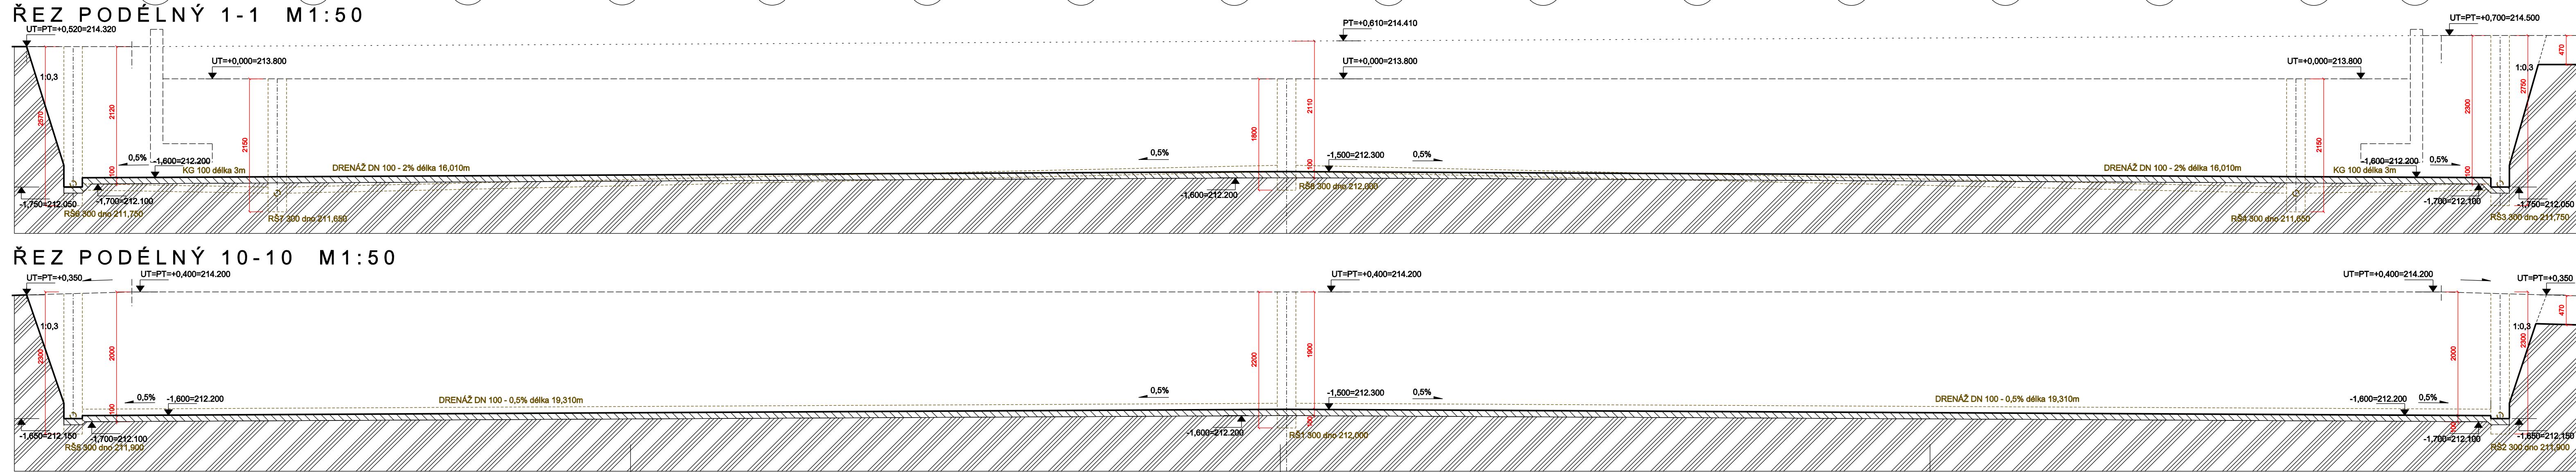 ŘEZ PODÉLNÝ 1-1 M1:50
UT=PT=+0,520=214.320
PT=+0,610=214.410
UT=PT=+0,700=214.500
UT=+0,000=213.800
UT=+0,000=213.800
UT=+0,000=213.800
1:0,3
1:0,3
470
2570
2120
2150
1800
2110
2150
2300
2750
100
100
100
0,5%
-1,600=212.200
KG 100 délka 3m
DRENÁŽ DN 100 - 2% délka 16,010m
0,5%
-1,500=212.300
0,5%
DRENÁŽ DN 100 - 2% délka 16,010m
-1,600=212.200
0,5%
KG 100 délka 3m
-1,750=212.050
-1,700=212.100
RŠ6 300 dno 211,750
RŠ7 300 dno 211,650
-1,600=212.200
RŠ8 300 dno 212,000
RŠ4 300 dno 211,650
-1,700=212.100
-1,750=212.050
RŠ3 300 dno 211,750
ŘEZ PODÉLNÝ 10-10 M1:50
UT=PT=+0,350
UT=PT=+0,400=214.200
UT=PT=+0,400=214.200
UT=PT=+0,400=214.200
UT=PT=+0,350
1:0,3
1:0,3
470
2300
2000
2200
1900
2000
2300
100
100
0,5%
-1,600=212.200
DRENÁŽ DN 100 - 0,5% délka 19,310m
0,5%
-1,500=212.300
0,5%
DRENÁŽ DN 100 - 0,5% délka 19,310m
-1,600=212.200
0,5%
-1,650=212.150
-1,700=212.100
RŠ5 300 dno 211,900
-1,600=212.200
RŠ1 300 dno 212,000
-1,700=212.100
-1,650=212.150
RŠ2 300 dno 211,900